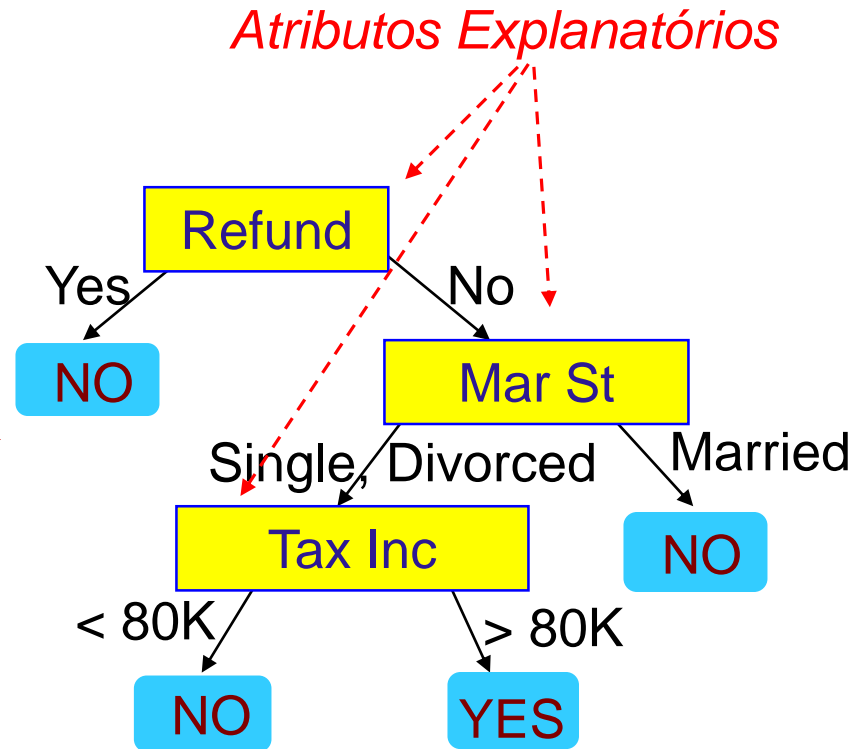 Atributos Explanatórios
Refund
Yes
No
NO
Mar St
Single, Divorced
Married
Tax Inc
NO
< 80K
> 80K
NO
YES